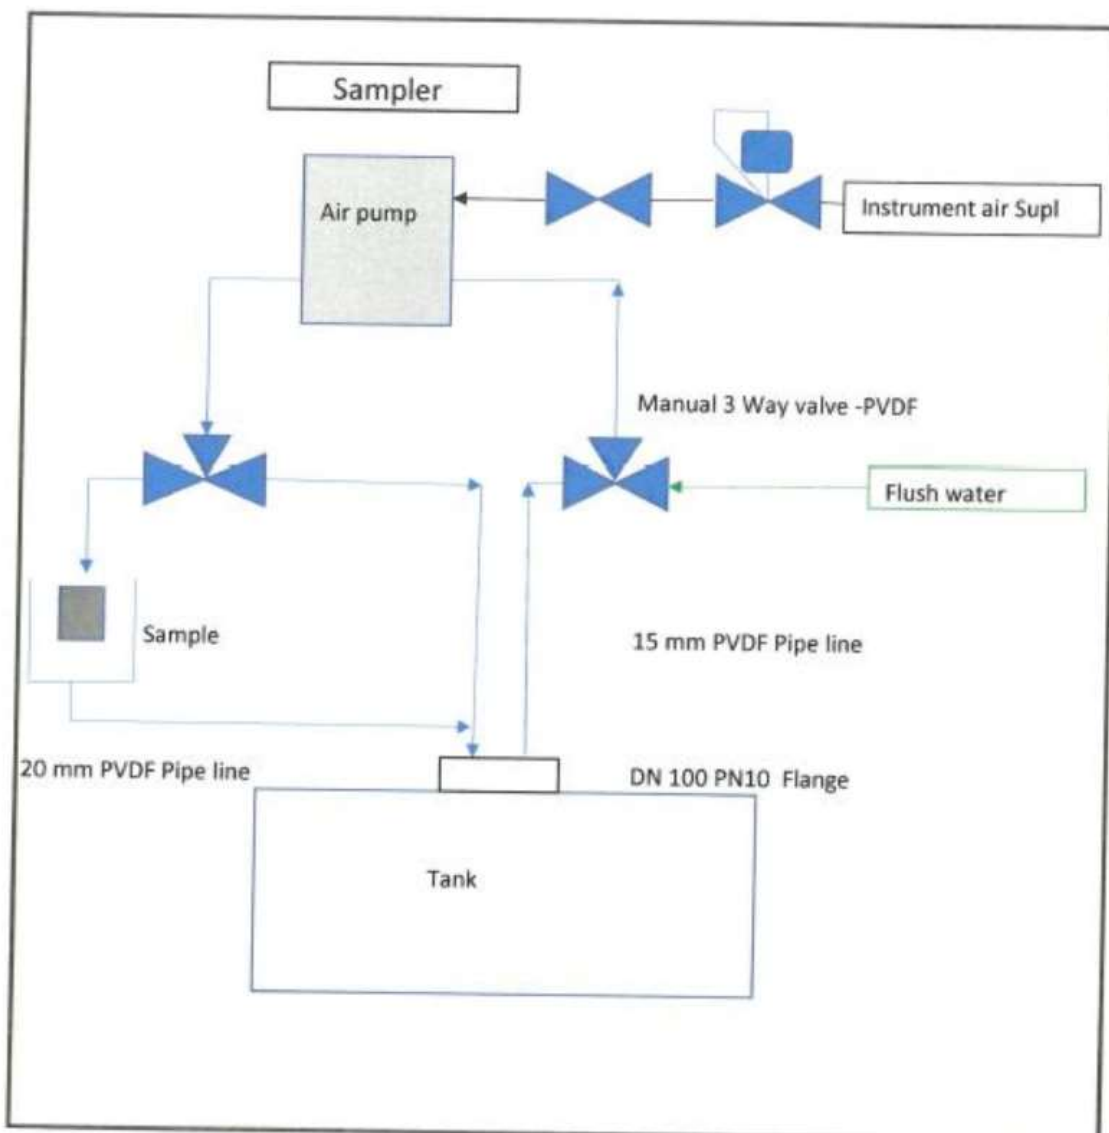 Sampler
Air pump
Instrument air Supl
Manual 3 Way valve -PVDF
Flush water
Sample
15 mm PVDF Pipe line
20 mm PVDF Pipe line
DN 100 PN10 Flange
Tank